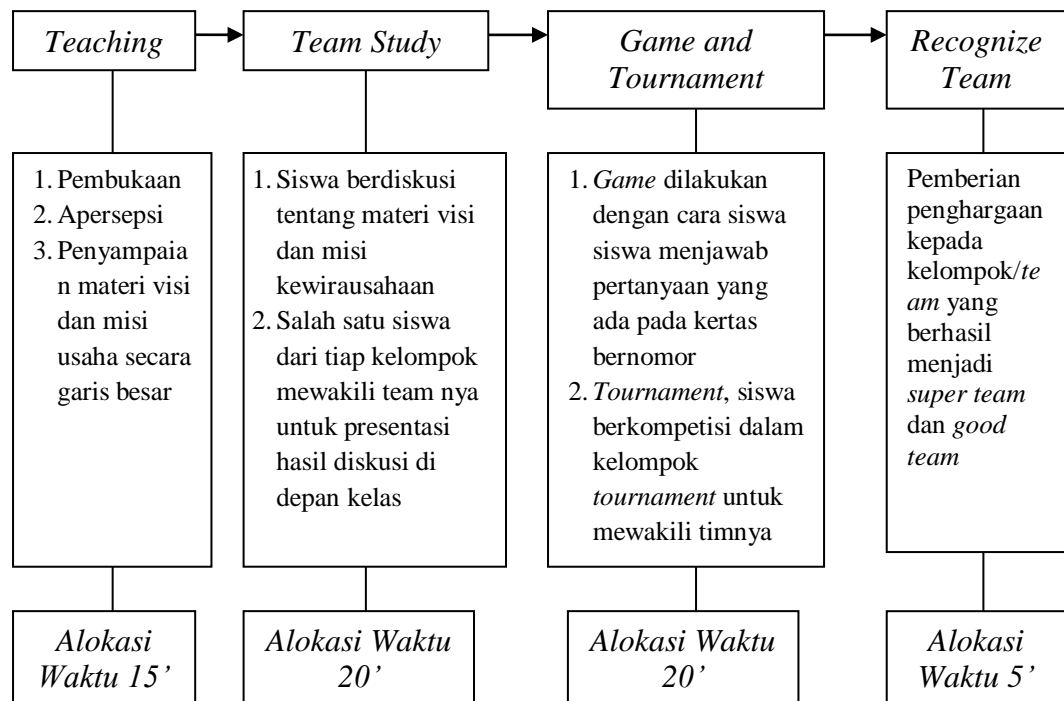 Teaching
Team Study
Game and
Tournament
Recognize
Team
1. Pembukaan
2. Apersepsi
3. Penyampaia
n materi visi
dan misi
usaha secara
garis besar
1. Siswa berdiskusi
tentang materi visi
dan misi
kewirausahaan
2. Salah satu siswa
dari tiap kelompok
mewakili team nya
untuk presentasi
hasil diskusi di
depan kelas
1. Game dilakukan
dengan cara siswa
siswa menjawab
pertanyaan yang
ada pada kertas
bernomor
2. Tournament, siswa
berkompetisi dalam
kelompok
tournament untuk
mewakili timnya
Pemberian
penghargaan
kepada
kelompok/te
am yang
berhasil
menjadi
super team
dan good
team
Alokasi
Waktu 15’
Alokasi Waktu
20’
Alokasi Waktu
20’
Alokasi
Waktu 5’